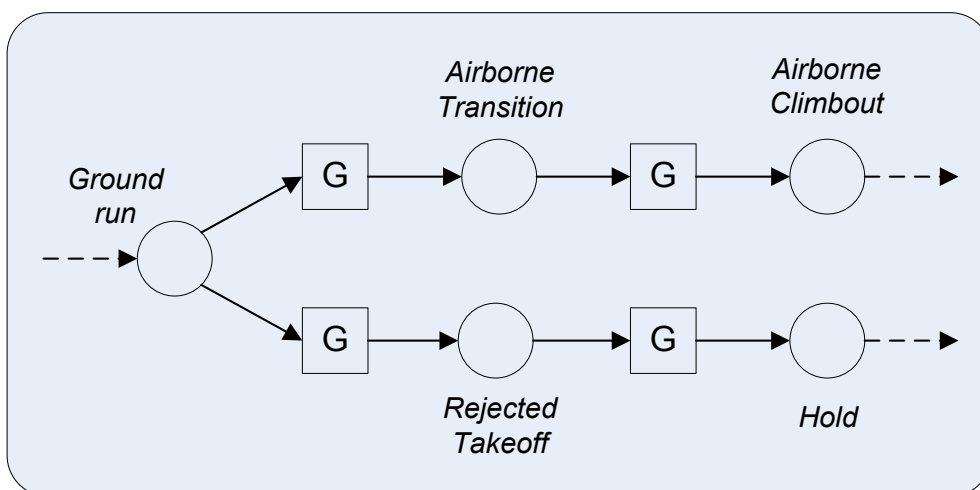 Airborne
Transition
Airborne
Climbout
Ground
run
G
G
G
G
Rejected
Takeoff
Hold